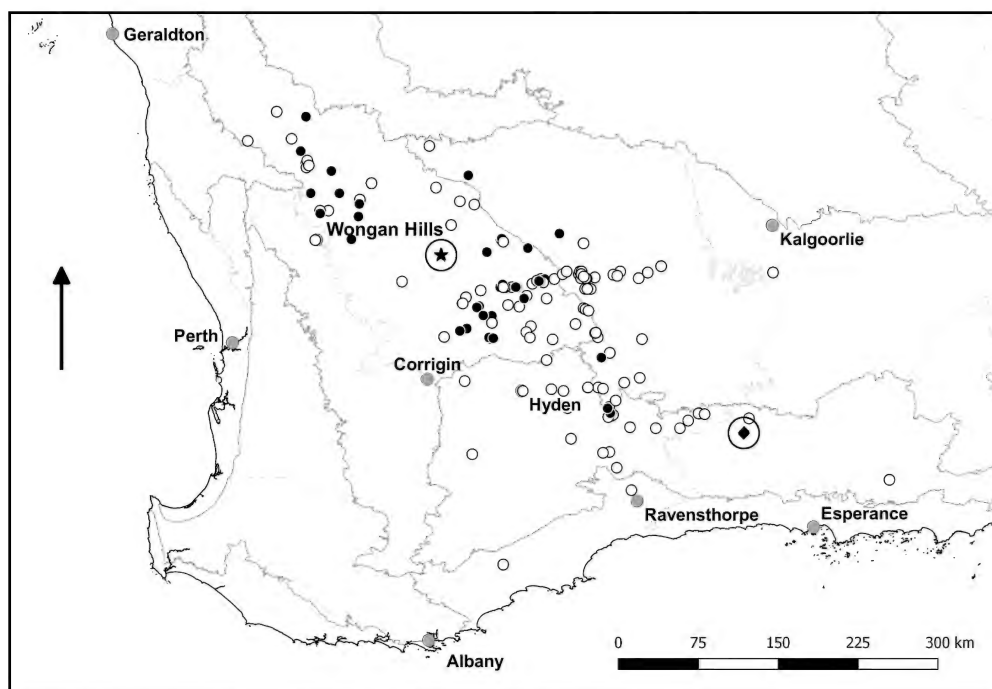 Geraldton
Wongan Hills
Kalgoorlie
Perth
Corrigin
Hyden
Ravensthorpe
Esperance
Albany
0 75 150 225 300 km